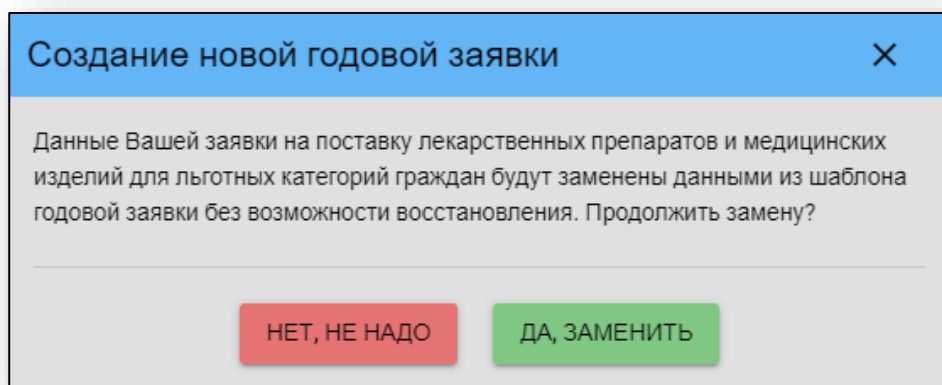 Создание новой годовой заявки
Данные Вашей заявки на поставку лекарственных препаратов и медицинских
изделий для льготных категорий граждан будут заменены данными из шаблона
годовой заявки без возможности восстановления. Продолжить замену?
НЕТ, НЕ НАДО
ДА, ЗАМЕНИТЬ